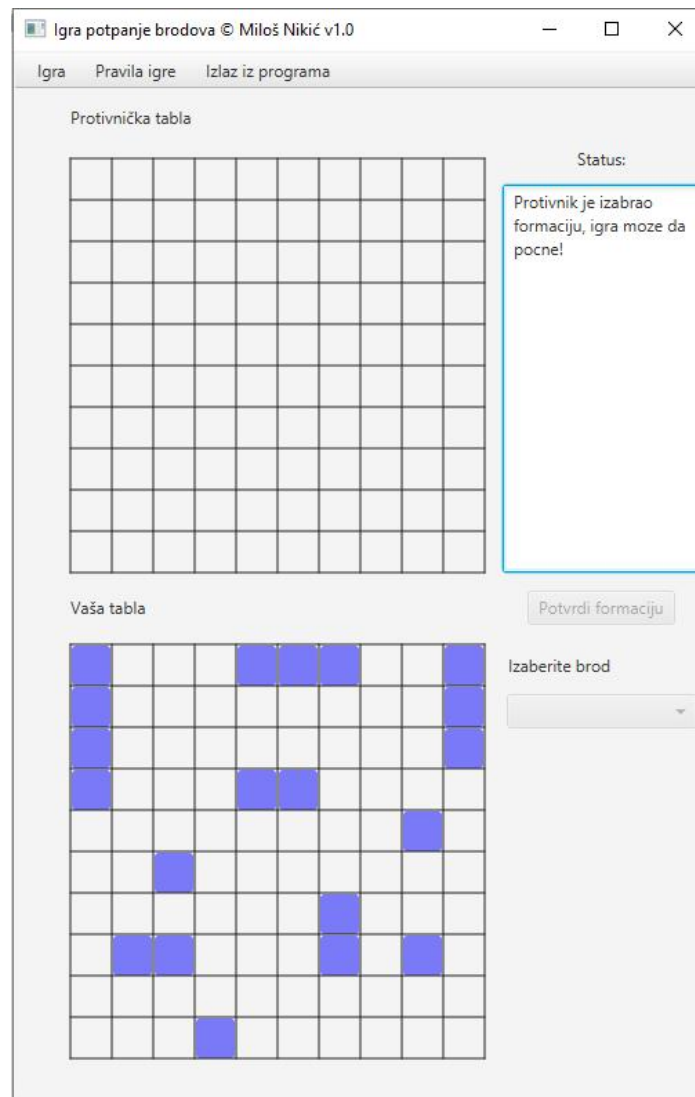 Igra potpanje brodova © Miloš Nikić v1.0
Igra Pravila igre Izlaz iz programa
Protivnička tabla
Status:
Protivnik je izabrao
formaciju, igra moze da
pocne!
Vaša tabla
Potvrdi formaciju
Izaberite brod